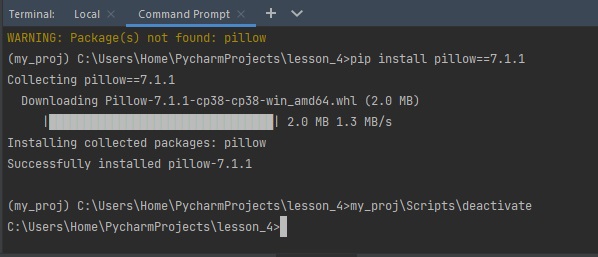 Terminal: Local × Command Prompt × + ∨
WARNING: Package(s) not found: pillow
(my_proj) C:\Users\Home\PycharmProjects\lesson_4>pip install pillow==7.1.1
Collecting pillow==7.1.1
  Downloading Pillow-7.1.1-cp38-cp38-win_amd64.whl (2.0 MB)
     |████████████████████████████████| 2.0 MB 1.3 MB/s
Installing collected packages: pillow
Successfully installed pillow-7.1.1
(my_proj) C:\Users\Home\PycharmProjects\lesson_4>my_proj\Scripts\deactivate
C:\Users\Home\PycharmProjects\lesson_4>